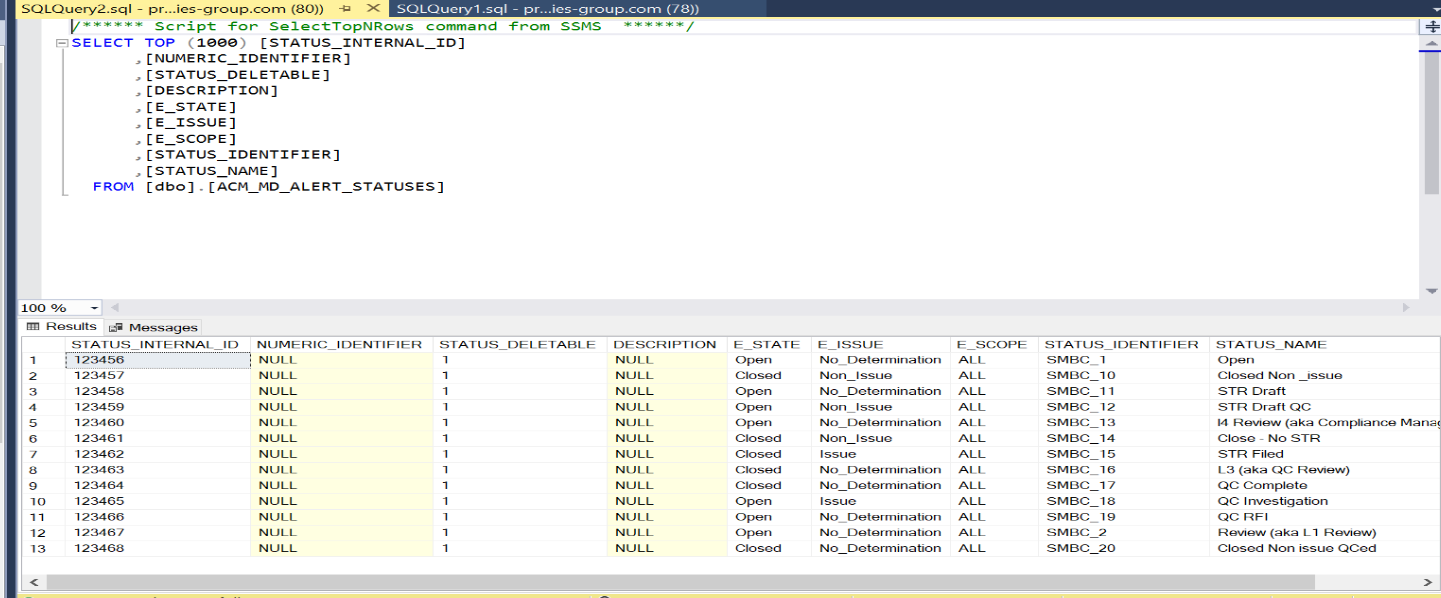 SQLQuery2.sql - pr...ies-group.com (80)) SQLQuery1.sql - pr...ies-group.com (78))
/****** Script for SelectTopNRows command from SSMS ******/
SELECT TOP (1000) [STATUS_INTERNAL_ID]
,[NUMERIC_IDENTIFIER]
,[STATUS_DELETABLE]
,[DESCRIPTION]
,[E_STATE]
,[E_ISSUE]
,[E_SCOPE]
,[STATUS_IDENTIFIER]
,[STATUS_NAME]
FROM [dbo].[ACM_MD_ALERT_STATUSES]
100 %
Results Messages
STATUS_INTERNAL_ID NUMERIC_IDENTIFIER STATUS_DELETABLE DESCRIPTION E_STATE E_ISSUE E_SCOPE STATUS_IDENTIFIER STATUS_NAME
1 123456 NULL 1 NULL Open No_Determination ALL SMBC_1 Open
2 123457 NULL 1 NULL Closed Non_Issue ALL SMBC_10 Closed Non _issue
3 123458 NULL 1 NULL Open No_Determination ALL SMBC_11 STR Draft
4 123459 NULL 1 NULL Open Non_Issue ALL SMBC_12 STR Draft QC
5 123460 NULL 1 NULL Open No_Determination ALL SMBC_13 l4 Review (aka Compliance Manag
6 123461 NULL 1 NULL Closed Non_Issue ALL SMBC_14 Close - No STR
7 123462 NULL 1 NULL Closed Issue ALL SMBC_15 STR Filed
8 123463 NULL 1 NULL Closed No_Determination ALL SMBC_16 L3 (aka QC Review)
9 123464 NULL 1 NULL Closed No_Determination ALL SMBC_17 QC Complete
10 123465 NULL 1 NULL Open Issue ALL SMBC_18 QC Investigation
11 123466 NULL 1 NULL Open No_Determination ALL SMBC_19 QC RFI
12 123467 NULL 1 NULL Open No_Determination ALL SMBC_2 Review (aka L1 Review)
13 123468 NULL 1 NULL Closed No_Determination ALL SMBC_20 Closed Non issue QCed